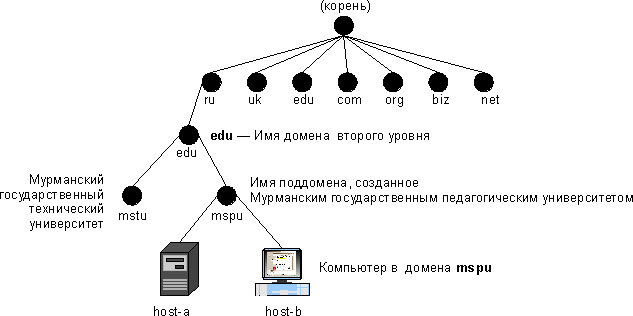 (корень)
ru
uk
edu
com
org
biz
net
edu — Имя домена второго уровня
edu
Мурманский
государственный
технический
университет
mstu
mspu
Имя поддомена, созданное
Мурманским государственным педагогическим университетом
Компьютер в домена mspu
host-a
host-b